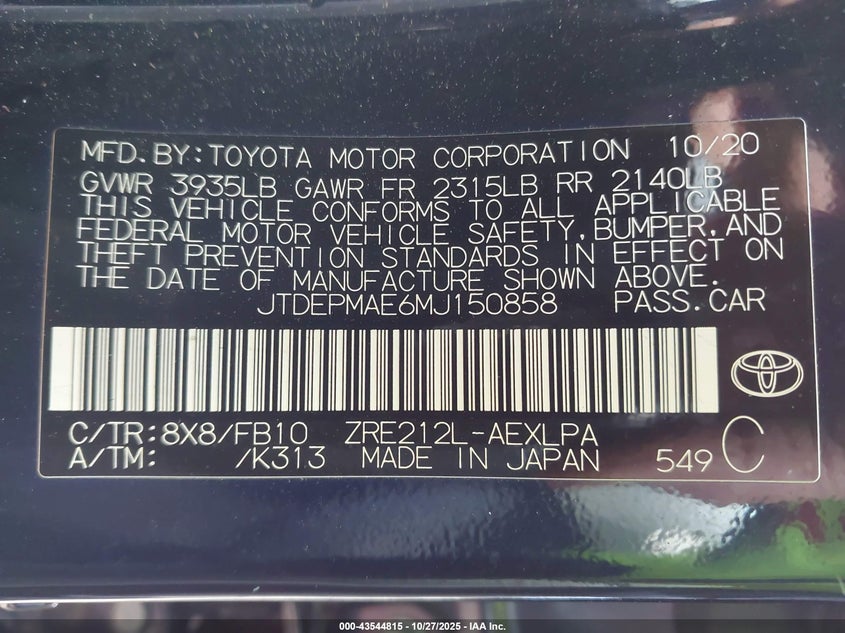 MFD.BY:TOYOTA MOTOR CORPORATION 10/20
GVWR 3935LB GAWR FR 2315LB RR 2140LB
THIS VEHICLE CONFORMS TO ALL APPLICABLE
FEDERAL MOTOR VEHICLE SAFETY,BUMPER,AND
THEFT PREVENTION STANDARDS IN EFFECT ON
THE DATE OF MANUFACTURE SHOWN ABOVE.
JTDEPMAE6MJ150858 PASS.CAR
C/TR:8X8/FB10 ZRE212L-AEXLPA
A/TM: /K313 MADE IN JAPAN 549 C
000-43544815 | 10/27/2025 | IAA Inc.